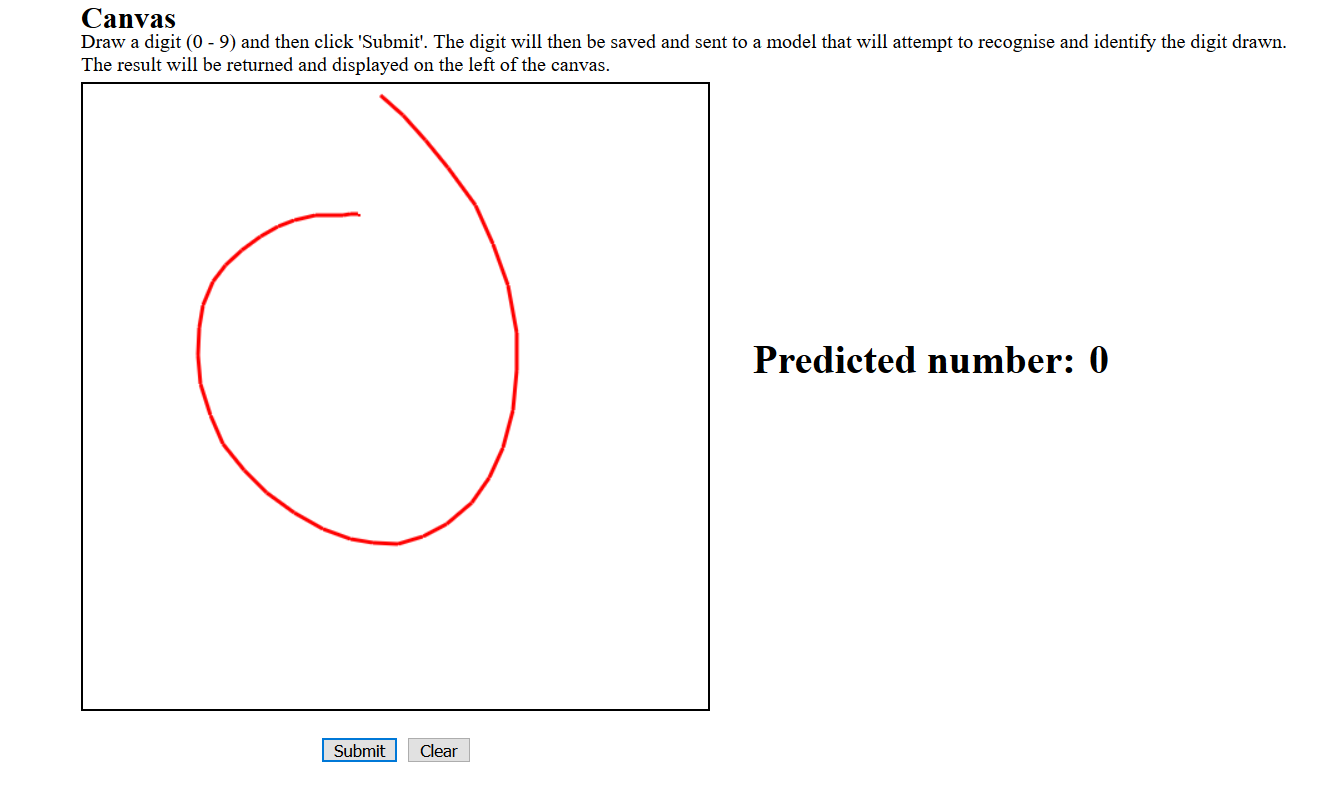 Canvas
Draw a digit (0 - 9) and then click 'Submit'. The digit will then be saved and sent to a model that will attempt to recognise and identify the digit drawn.
The result will be returned and displayed on the left of the canvas.
Predicted number: 0
Submit Clear